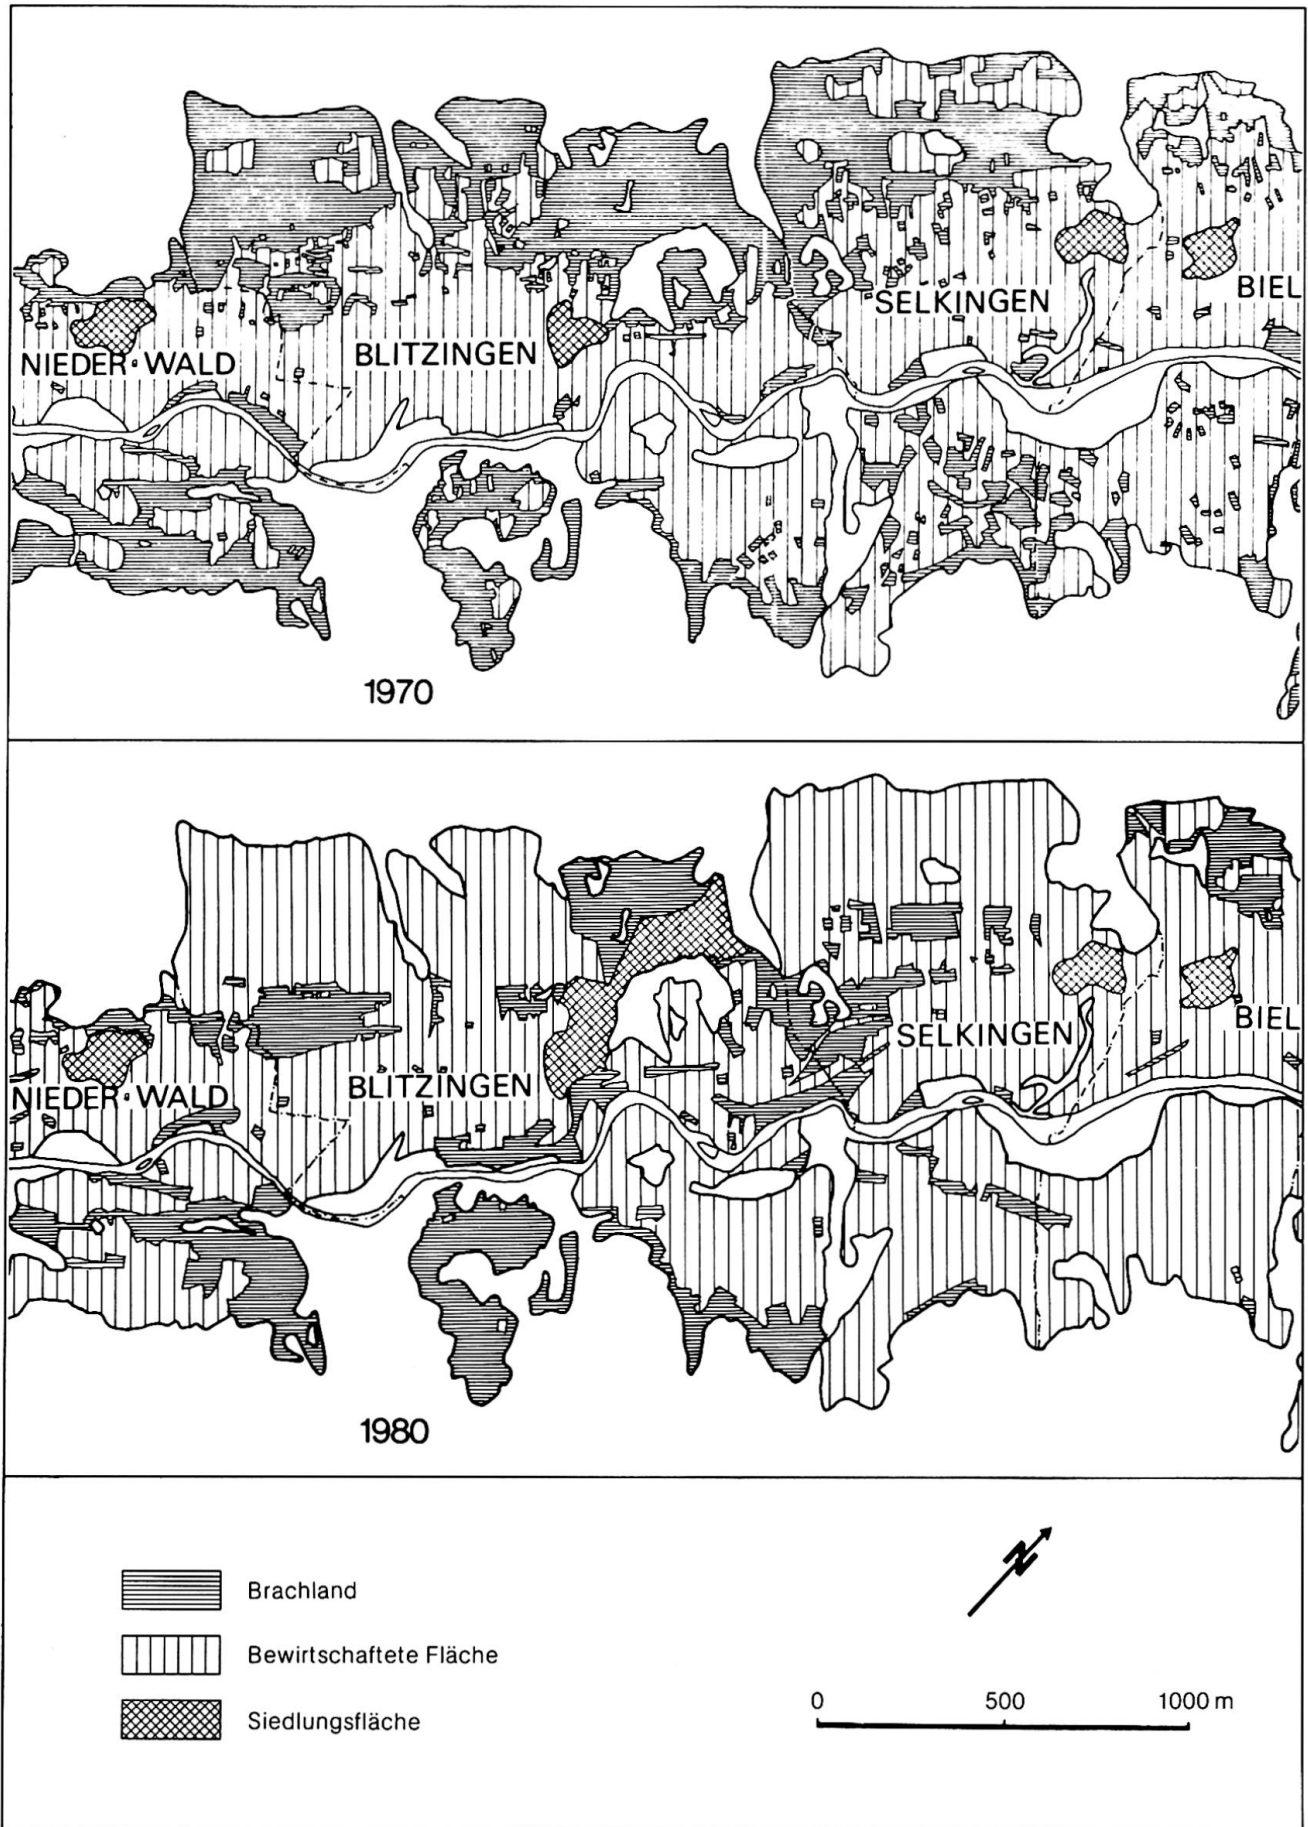 SELKINGEN
BIEL
NIEDER·WALD
BLITZINGEN
1970
SELKINGEN
BIEL
NIEDER·WALD
BLITZINGEN
1980
N
Brachland
Bewirtschaftete Fläche
Siedlungsfläche
0 500 1000 m